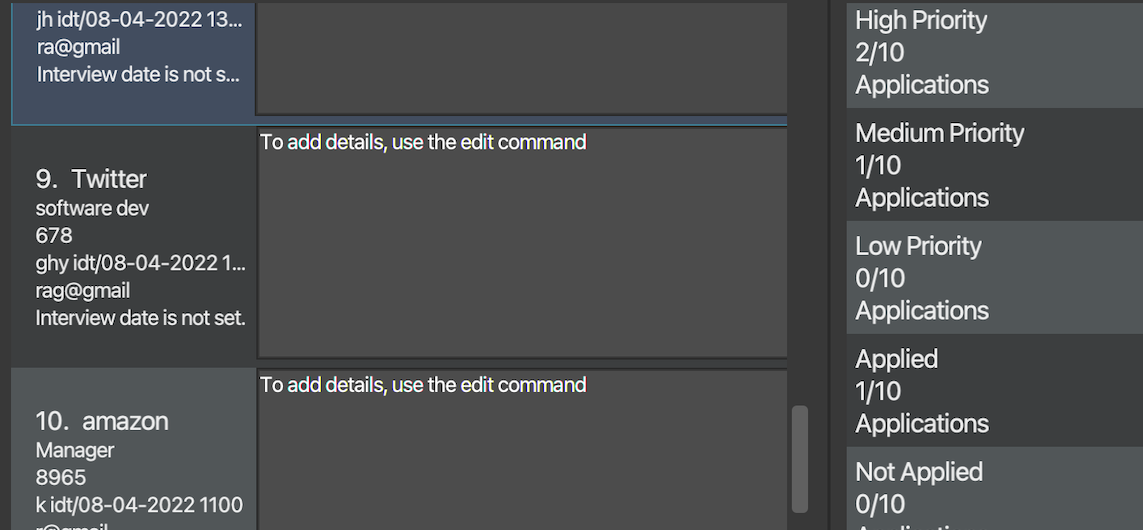 jh idt/08-04-2022 13...
ra@gmail
Interview date is not s...
To add details, use the edit command
9. Twitter
software dev
678
ghy idt/08-04-2022 1...
rag@gmail
Interview date is not set.
To add details, use the edit command
10. amazon
Manager
8965
k idt/08-04-2022 1100
r@gmail
High Priority
2/10
Applications
Medium Priority
1/10
Applications
Low Priority
0/10
Applications
Applied
1/10
Applications
Not Applied
0/10